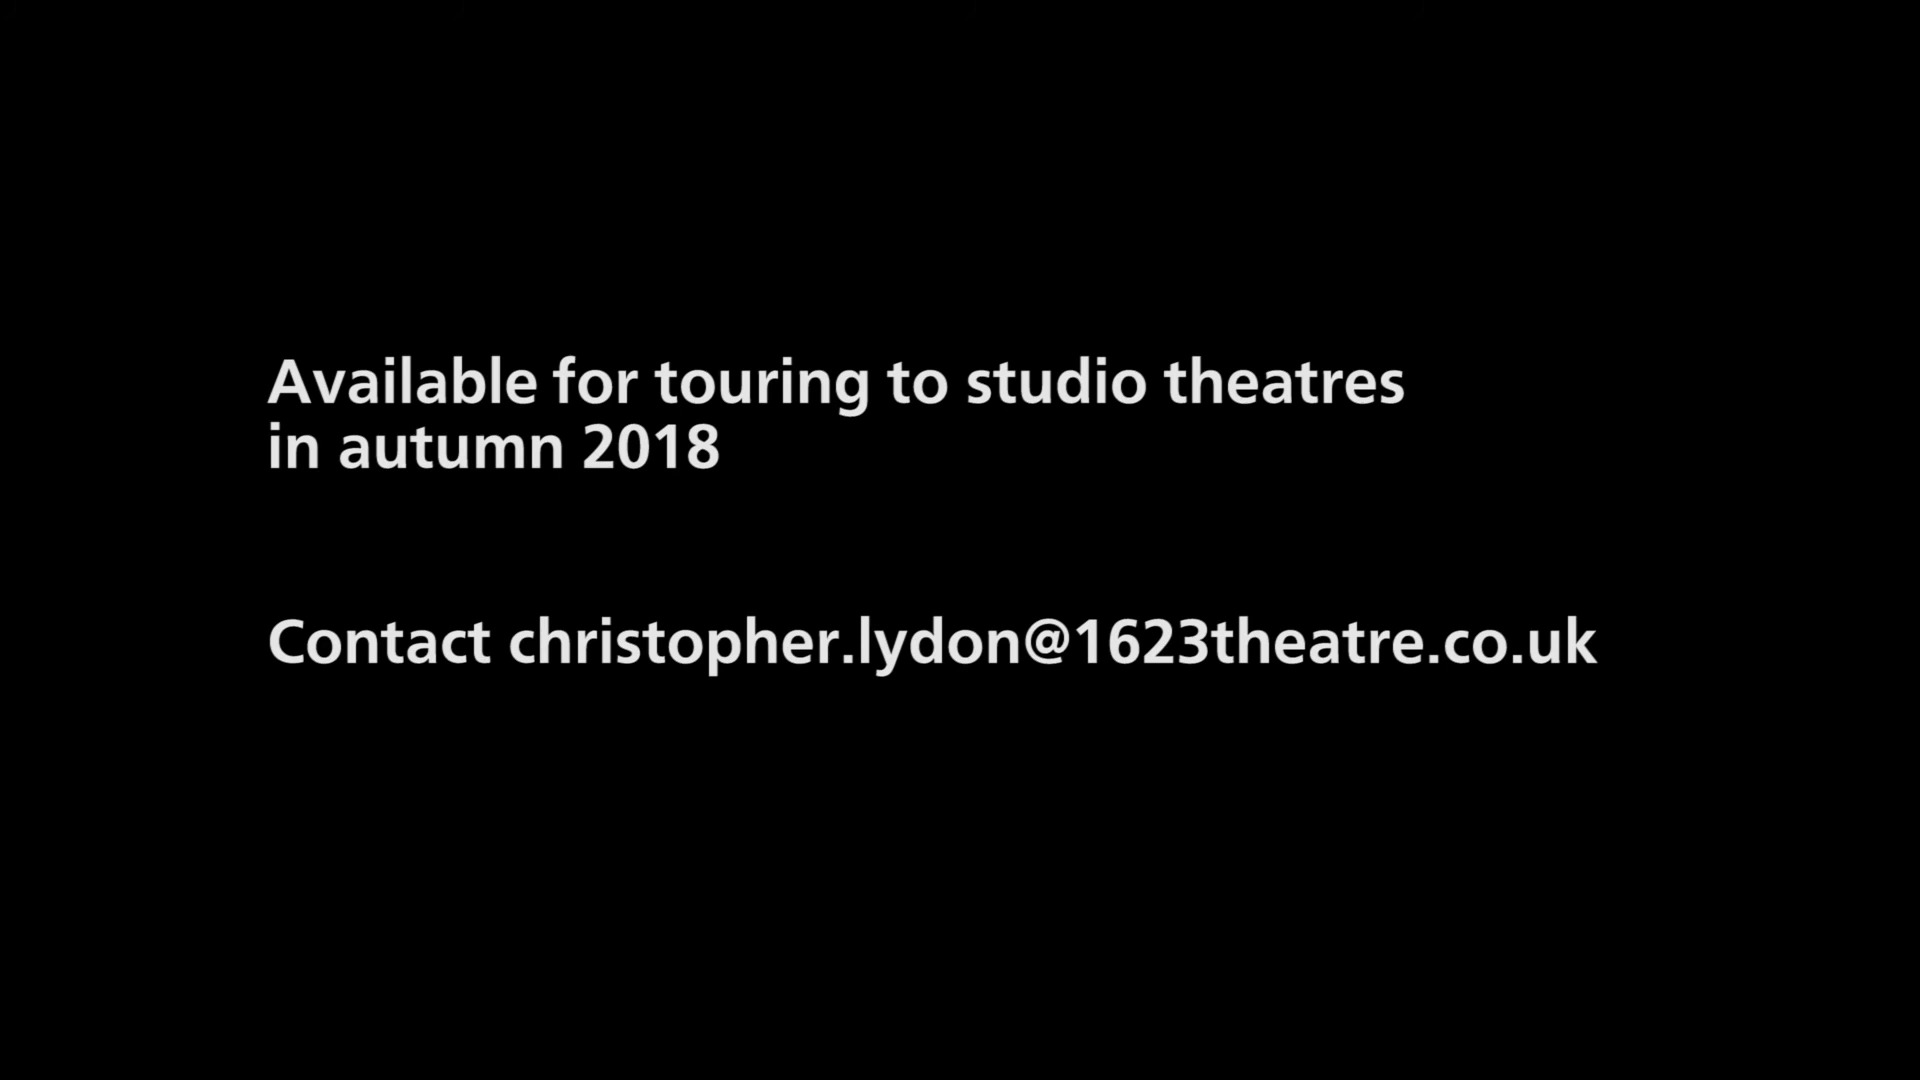 Available for touring to studio theatres
in autumn 2018
Contact christopher.lydon@1623theatre.co.uk